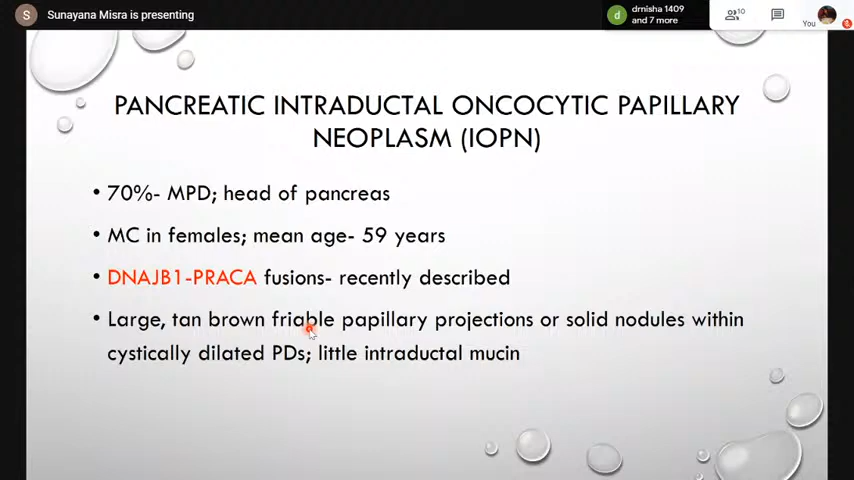 S Sunayana Misra is presenting
d drnisha 1409
and 7 more
10
You
PANCREATIC INTRADUCTAL ONCOCYTIC PAPILLARY
NEOPLASM (IOPN)
• 70%- MPD; head of pancreas
• MC in females; mean age- 59 years
• DNAJB1-PRACA fusions- recently described
• Large, tan brown friable papillary projections or solid nodules within
cystically dilated PDs; little intraductal mucin